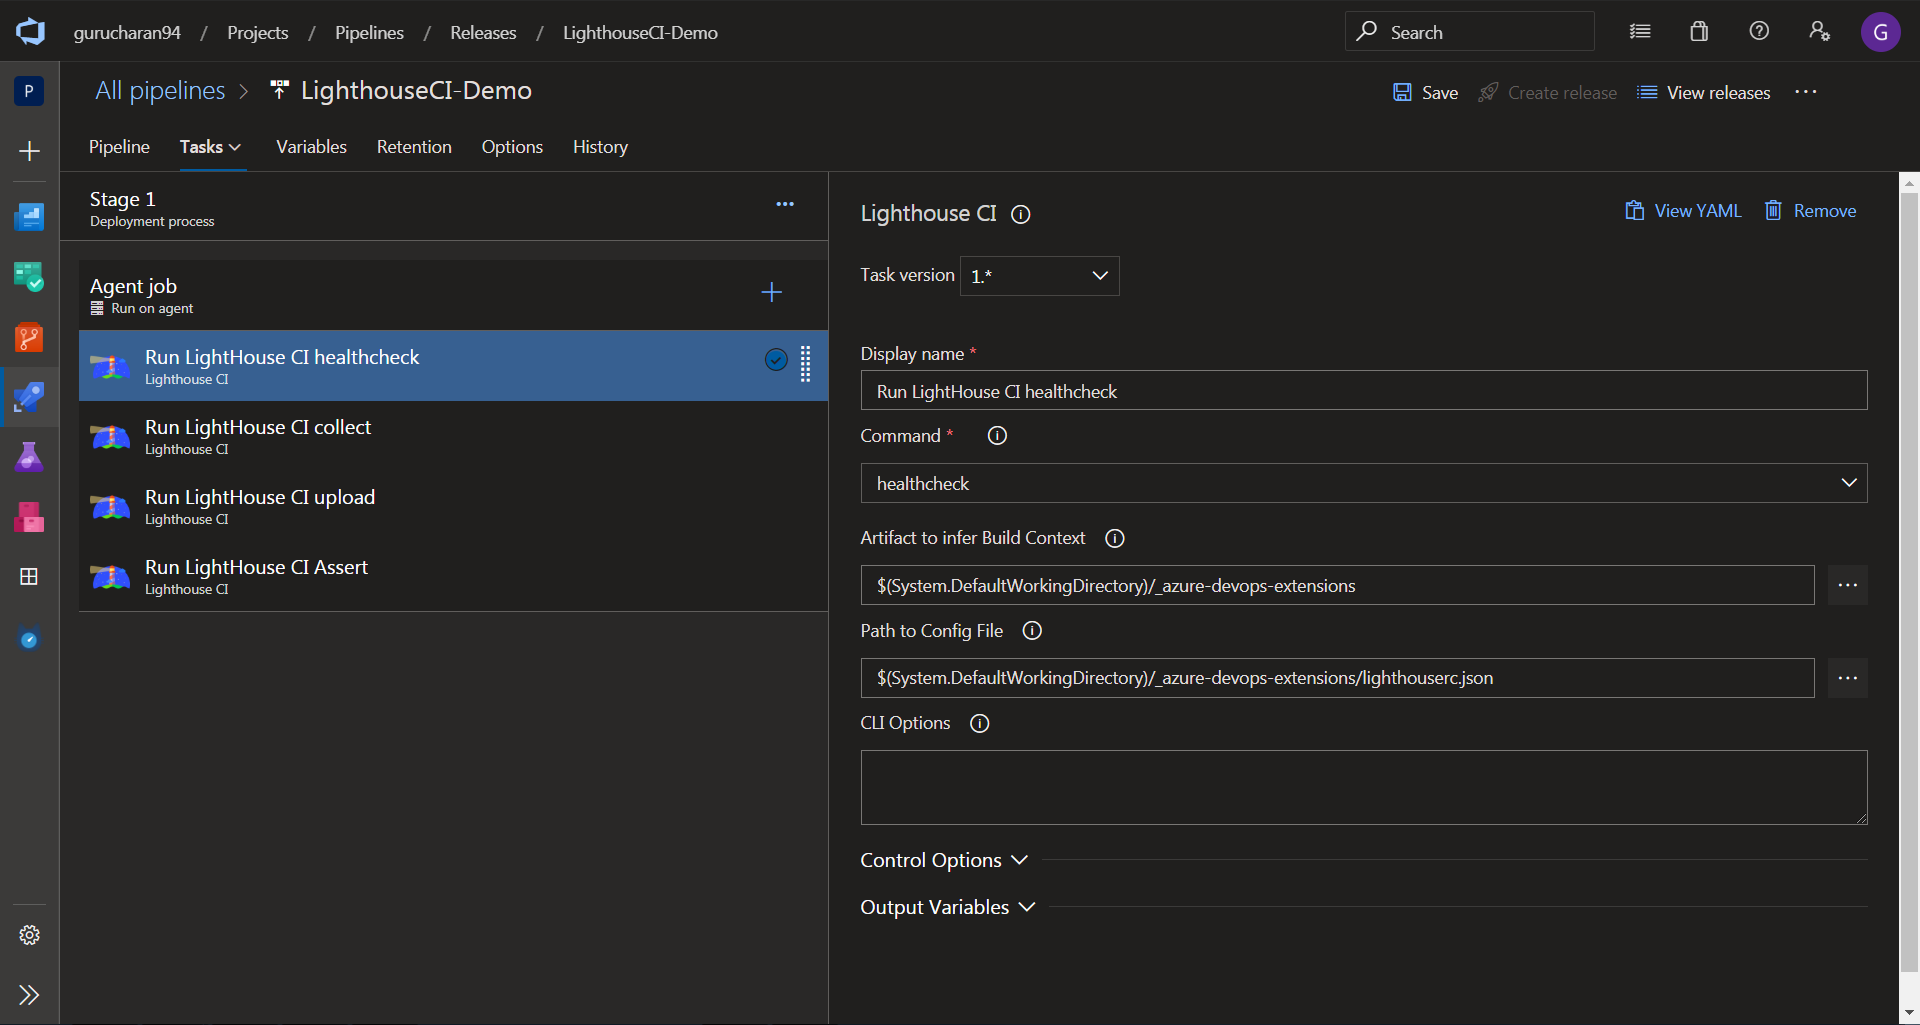 gurucharan94 / Projects / Pipelines / Releases / LighthouseCI-Demo
Search
G
P
All pipelines > LighthouseCI-Demo
Save
Create release
View releases
Pipeline
Tasks
Variables
Retention
Options
History
Stage 1
Deployment process
Agent job
Run on agent
Run LightHouse CI healthcheck
Lighthouse CI
Run LightHouse CI collect
Lighthouse CI
Run LightHouse CI upload
Lighthouse CI
Run LightHouse CI Assert
Lighthouse CI
Lighthouse CI
View YAML
Remove
Task version
1.*
Display name *
Run LightHouse CI healthcheck
Command *
healthcheck
Artifact to infer Build Context
$(System.DefaultWorkingDirectory)/_azure-devops-extensions
Path to Config File
$(System.DefaultWorkingDirectory)/_azure-devops-extensions/lighthouserc.json
CLI Options
Control Options
Output Variables